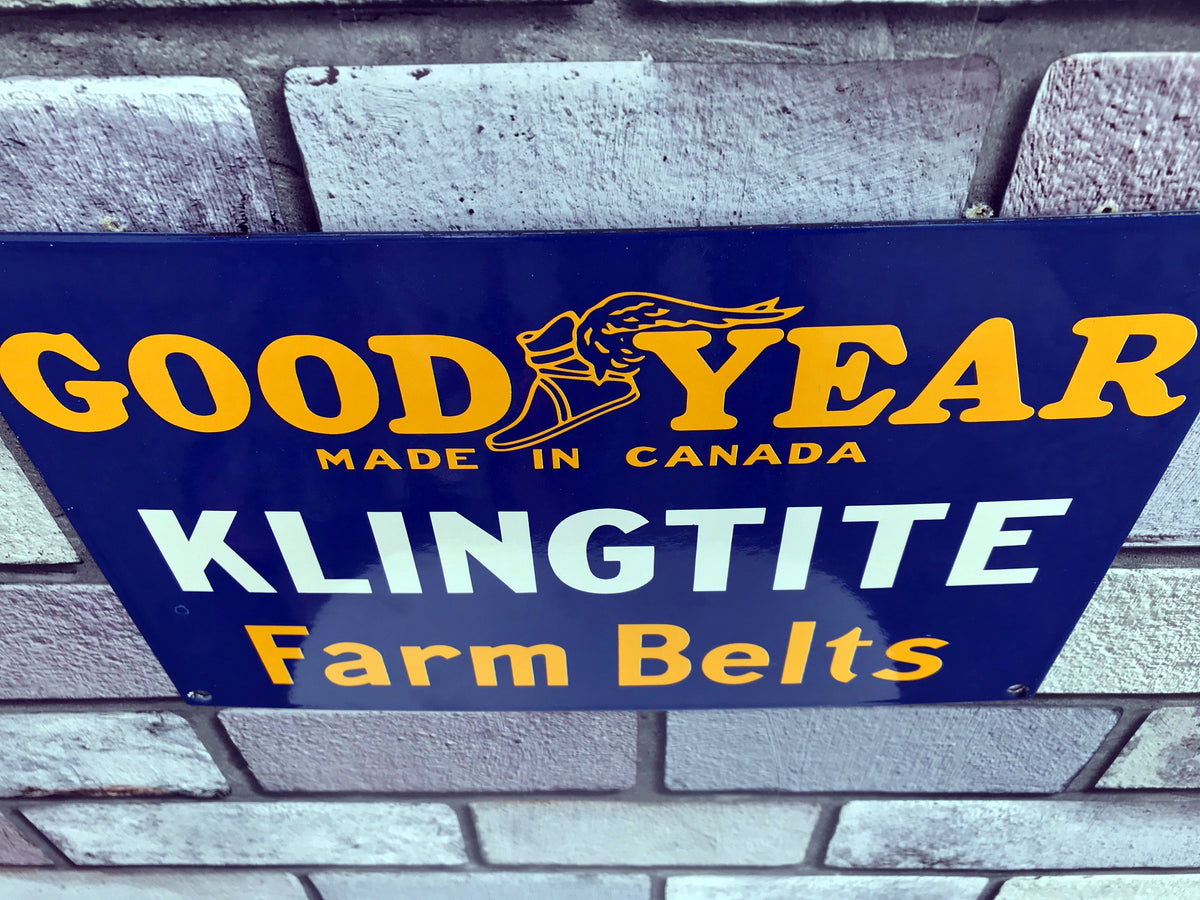 GOOD YEAR
MADE IN CANADA
KLINGTITE
Farm Belts